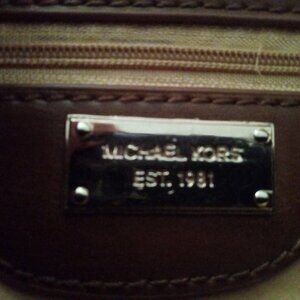 MICHAEL KORS
EST. 1981